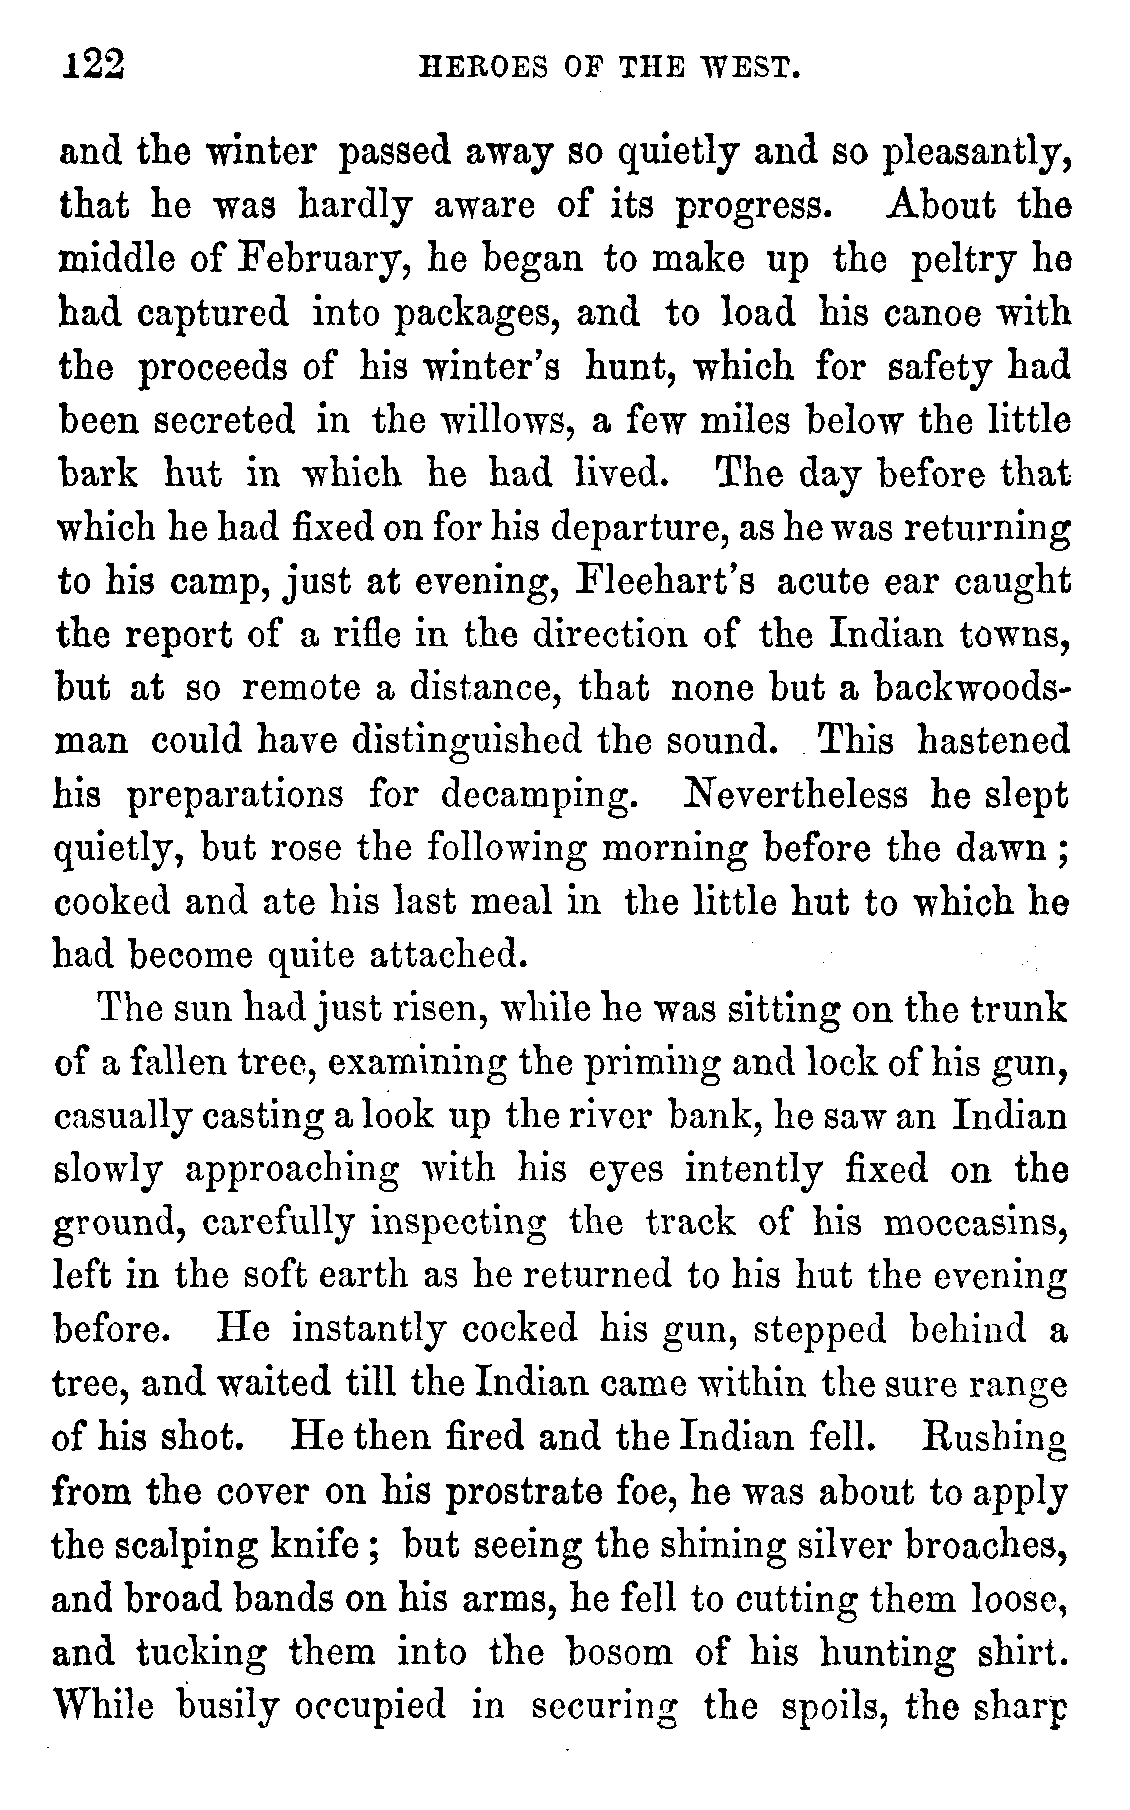 122 HEROES OF THE WEST.
and the winter passed away so quietly and so pleasantly,
that he was hardly aware of its progress. About the
middle of February, he began to make up the peltry he
had captured into packages, and to load his canoe with
the proceeds of his winter's hunt, which for safety had
been secreted in the willows, a few miles below the little
bark hut in which he had lived. The day before that
which he had fixed on for his departure, as he was returning
to his camp, just at evening, Fleehart's acute ear caught
the report of a rifle in the direction of the Indian towns,
but at so remote a distance, that none but a backwoods-
man could have distinguished the sound. This hastened
his preparations for decamping. Nevertheless he slept
quietly, but rose the following morning before the dawn ;
cooked and ate his last meal in the little hut to which he
had become quite attached.
The sun had just risen, while he was sitting on the trunk
of a fallen tree, examining the priming and lock of his gun,
casually casting a look up the river bank, he saw an Indian
slowly approaching with his eyes intently fixed on the
ground, carefully inspecting the track of his moccasins,
left in the soft earth as he returned to his hut the evening
before. He instantly cocked his gun, stepped behind a
tree, and waited till the Indian came within the sure range
of his shot. He then fired and the Indian fell. Rushing
from the cover on his prostrate foe, he was about to apply
the scalping knife ; but seeing the shining silver broaches,
and broad bands on his arms, he fell to cutting them loose,
and tucking them into the bosom of his hunting shirt.
While busily occupied in securing the spoils, the sharp